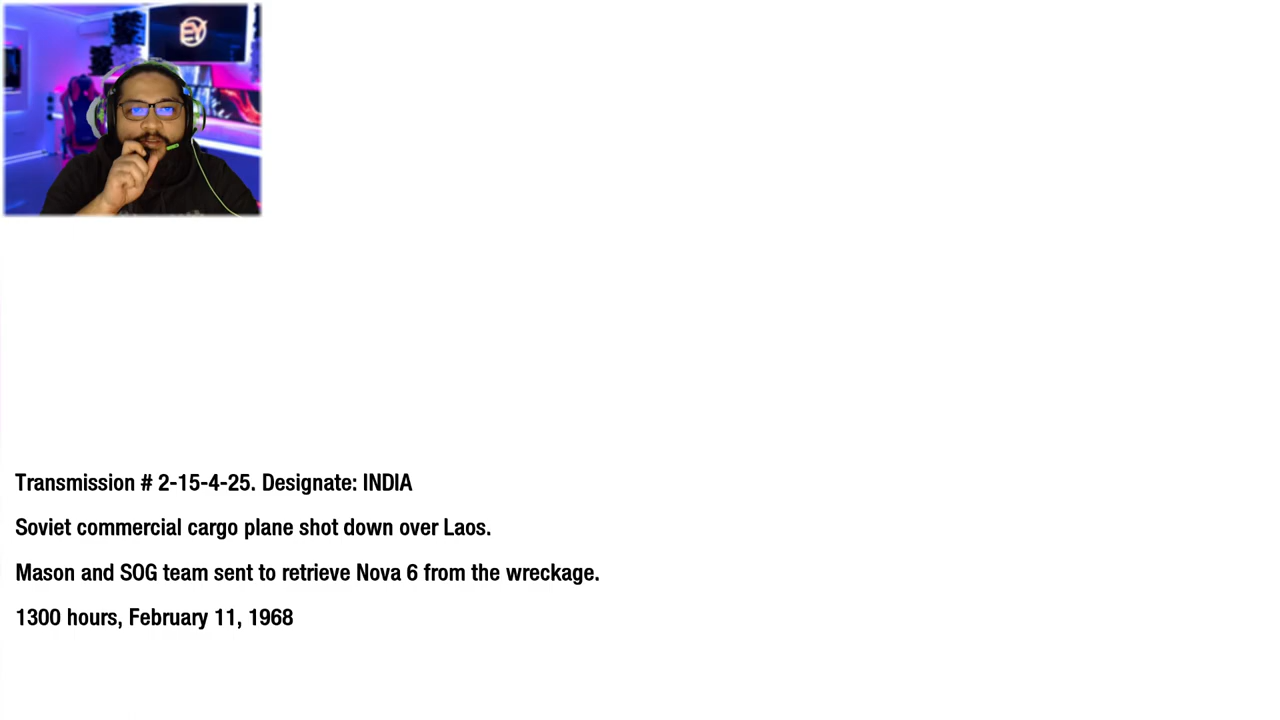 EY
Transmission # 2-15-4-25. Designate: INDIA
Soviet commercial cargo plane shot down over Laos.
Mason and SOG team sent to retrieve Nova 6 from the wreckage.
1300 hours, February 11, 1968